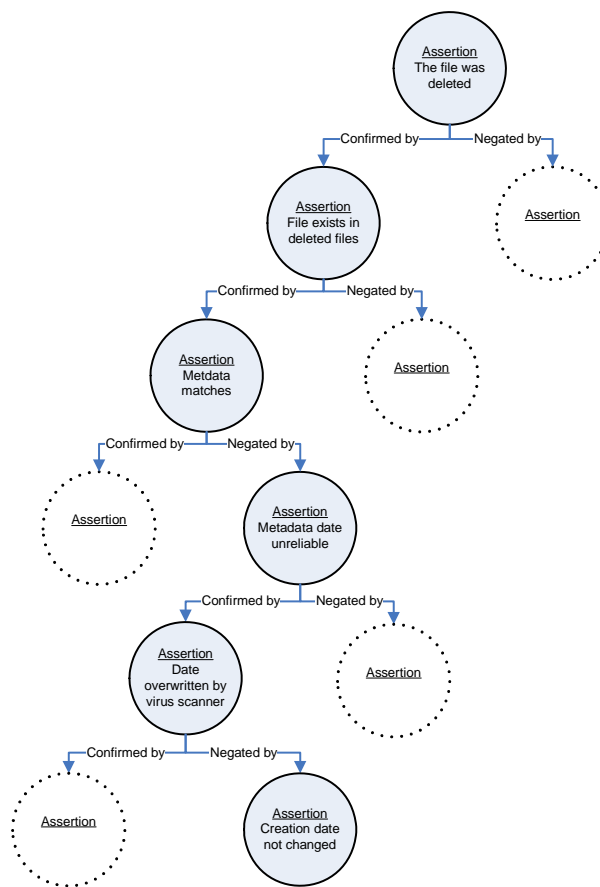 Assertion
The file was
deleted
Confirmed by
Negated by
Assertion
File exists in
deleted files
Assertion
Confirmed by
Negated by
Assertion
Metdata
matches
Assertion
Confirmed by
Negated by
Assertion
Assertion
Metadata date
unreliable
Confirmed by
Negated by
Assertion
Date
overwritten by
virus scanner
Assertion
Confirmed by
Negated by
Assertion
Assertion
Creation date
not changed